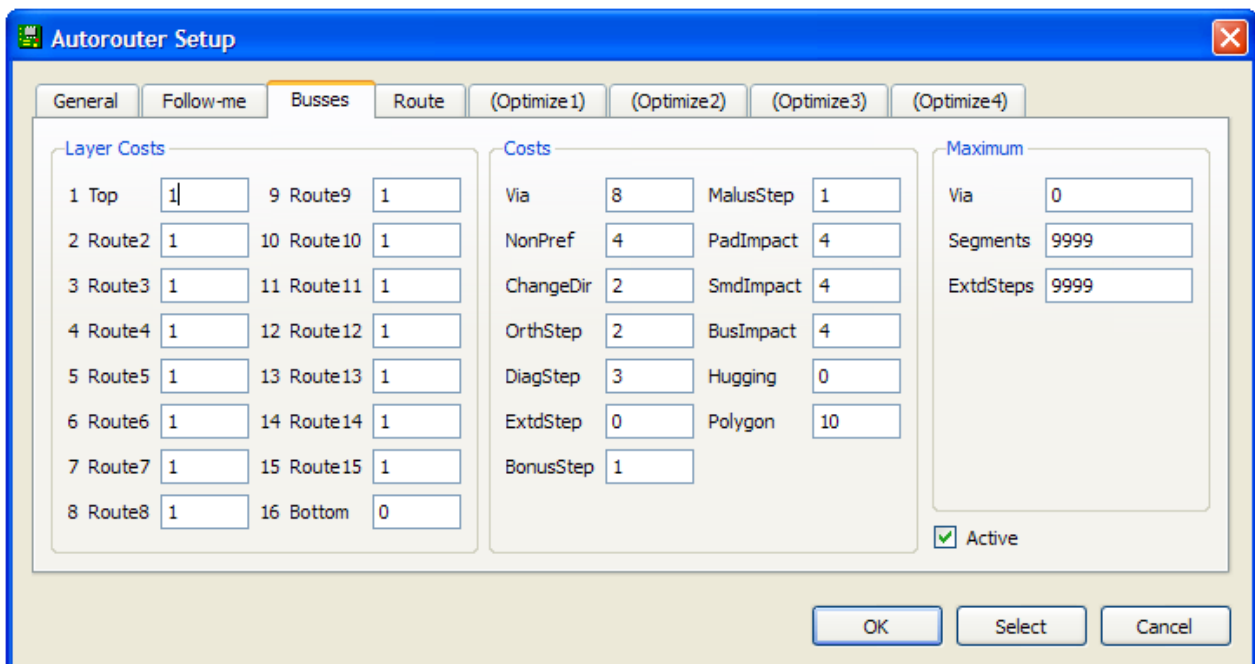 Autorouter Setup
General Follow-me Busses Route (Optimize1) (Optimize2) (Optimize3) (Optimize4)
Layer Costs
1 Top 1 9 Route9 1
2 Route2 1 10 Route10 1
3 Route3 1 11 Route11 1
4 Route4 1 12 Route12 1
5 Route5 1 13 Route13 1
6 Route6 1 14 Route14 1
7 Route7 1 15 Route15 1
8 Route8 1 16 Bottom 0
Costs
Via 8 MalusStep 1
NonPref 4 PadImpact 4
ChangeDir 2 SmdImpact 4
OrthStep 2 BusImpact 4
DiagStep 3 Hugging 0
ExtdStep 0 Polygon 10
BonusStep 1
Maximum
Via 0
Segments 9999
ExtdSteps 9999
Active
OK Select Cancel